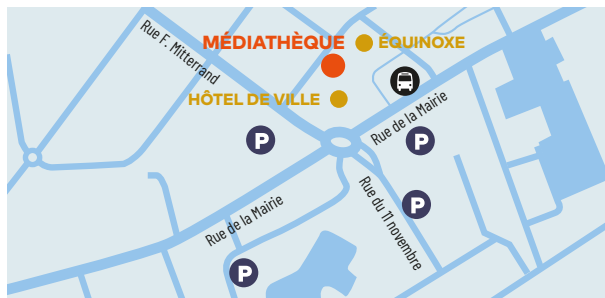 Rue F. Mitterrand
MÉDIATHÈQUE
ÉQUINOXE
HÔTEL DE VILLE
Rue de la Mairie
P
P
Rue de la Mairie
Rue du 11 novembre
P
P